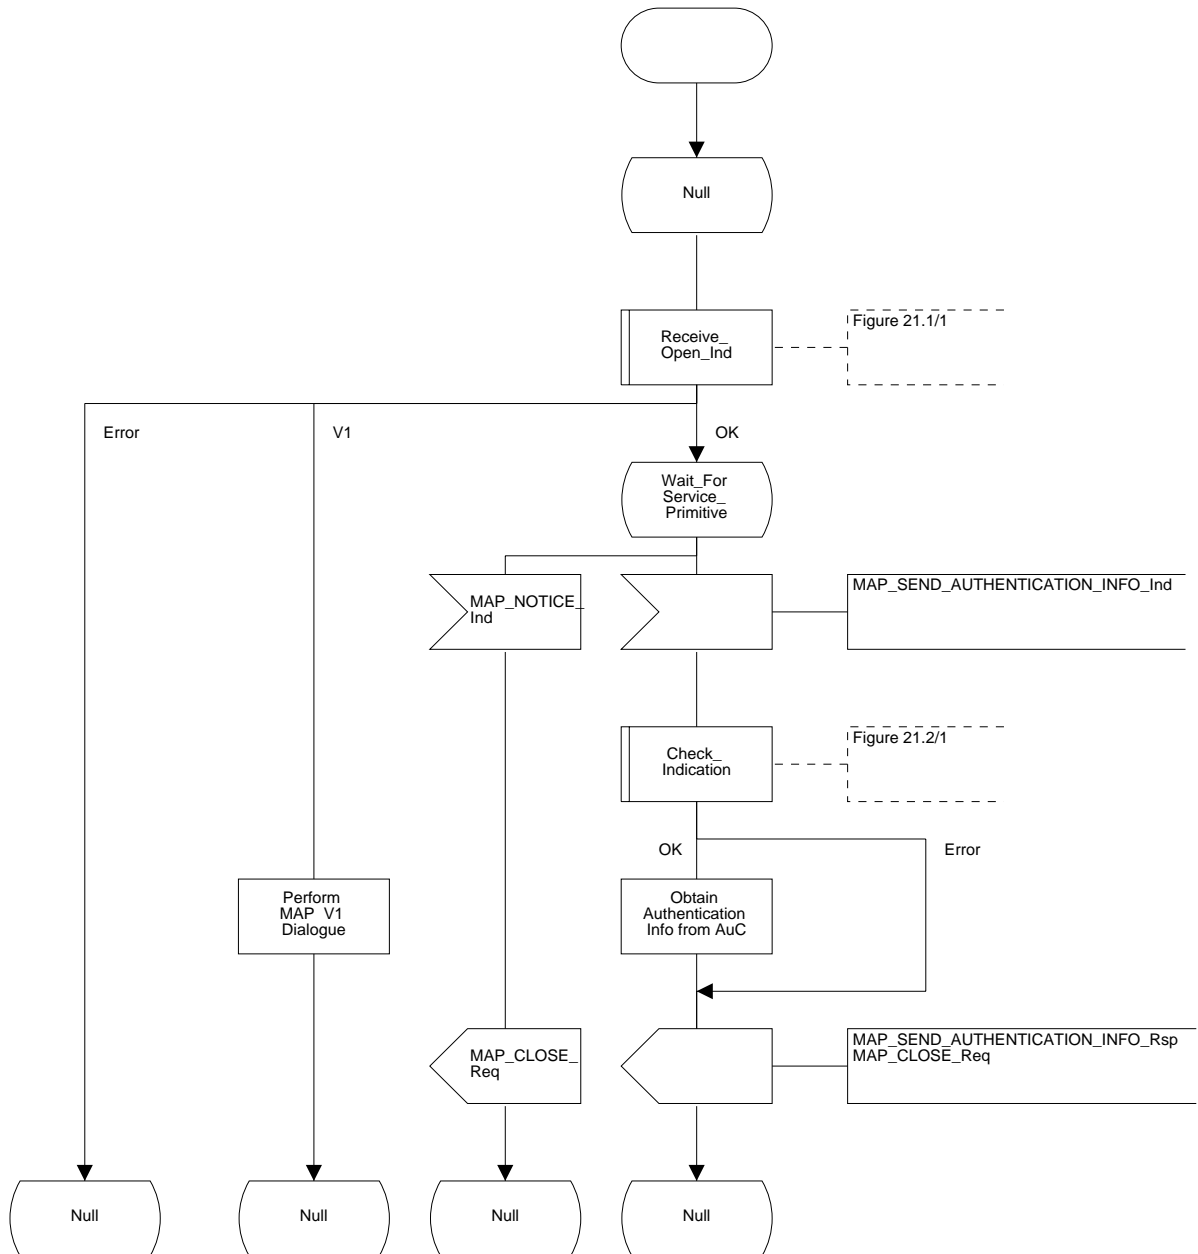 Null
Receive_
Open_Ind
Figure 21.1/1
Error
V1
OK
Wait_For
Service_
Primitive
MAP_NOTICE_
Ind
MAP_SEND_AUTHENTICATION_INFO_Ind
Check_
Indication
Figure 21.2/1
OK
Error
Perform
MAP V1
Dialogue
Obtain
Authentication
Info from AuC
MAP_CLOSE_
Req
MAP_SEND_AUTHENTICATION_INFO_Rsp
MAP_CLOSE_Req
Null
Null
Null
Null